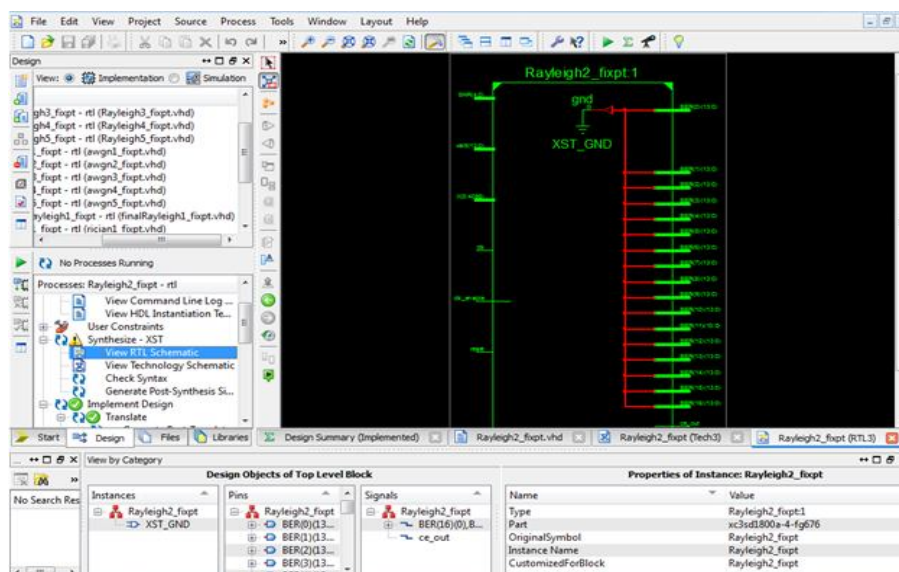 File Edit View Project Source Process Tools Window Layout Help
Design
View: Implementation Simulation
gh3_fixpt - rtl (Rayleigh3_fixpt.vhd)
gh4_fixpt - rtl (Rayleigh4_fixpt.vhd)
gh5_fixpt - rtl (Rayleigh5_fixpt.vhd)
_fixpt - rtl (awgn1_fixpt.vhd)
_fixpt - rtl (awgn2_fixpt.vhd)
_fixpt - rtl (awgn3_fixpt.vhd)
_fixpt - rtl (awgn4_fixpt.vhd)
_fixpt - rtl (awgn5_fixpt.vhd)
ayleigh1_fixpt - rtl (finalRayleigh1_fixpt.vhd)
_fixpt - rtl (rician1_fixpt.vhd)
No Processes Running
Processes: Rayleigh2_fixpt - rtl
View Command Line Log ...
View HDL Instantiation Te...
User Constraints
Synthesize - XST
View RTL Schematic
View Technology Schematic
Check Syntax
Generate Post-Synthesis Si...
Implement Design
Translate
Rayleigh2_fixpt:1
gnd
XST_GND
Start Design Files Libraries Design Summary (Implemented) Rayleigh2_fixpt.vhd Rayleigh2_fixpt (Tech3) Rayleigh2_fixpt (RTL3)
View by Category
No Search Res
Design Objects of Top Level Block
Instances Pins Signals
Rayleigh2_fixpt Rayleigh2_fixpt Rayleigh2_fixpt
XST_GND BER(0)(13... BER(16)(0),B...
BER(1)(13... ce_out
BER(2)(13...
BER(3)(13...
Properties of Instance: Rayleigh2_fixpt
Name Value
Type Rayleigh2_fixpt:1
Part xc3sd1800a-4-fg676
OriginalSymbol Rayleigh2_fixpt
Instance Name Rayleigh2_fixpt
CustomizedForBlock Rayleigh2_fixpt